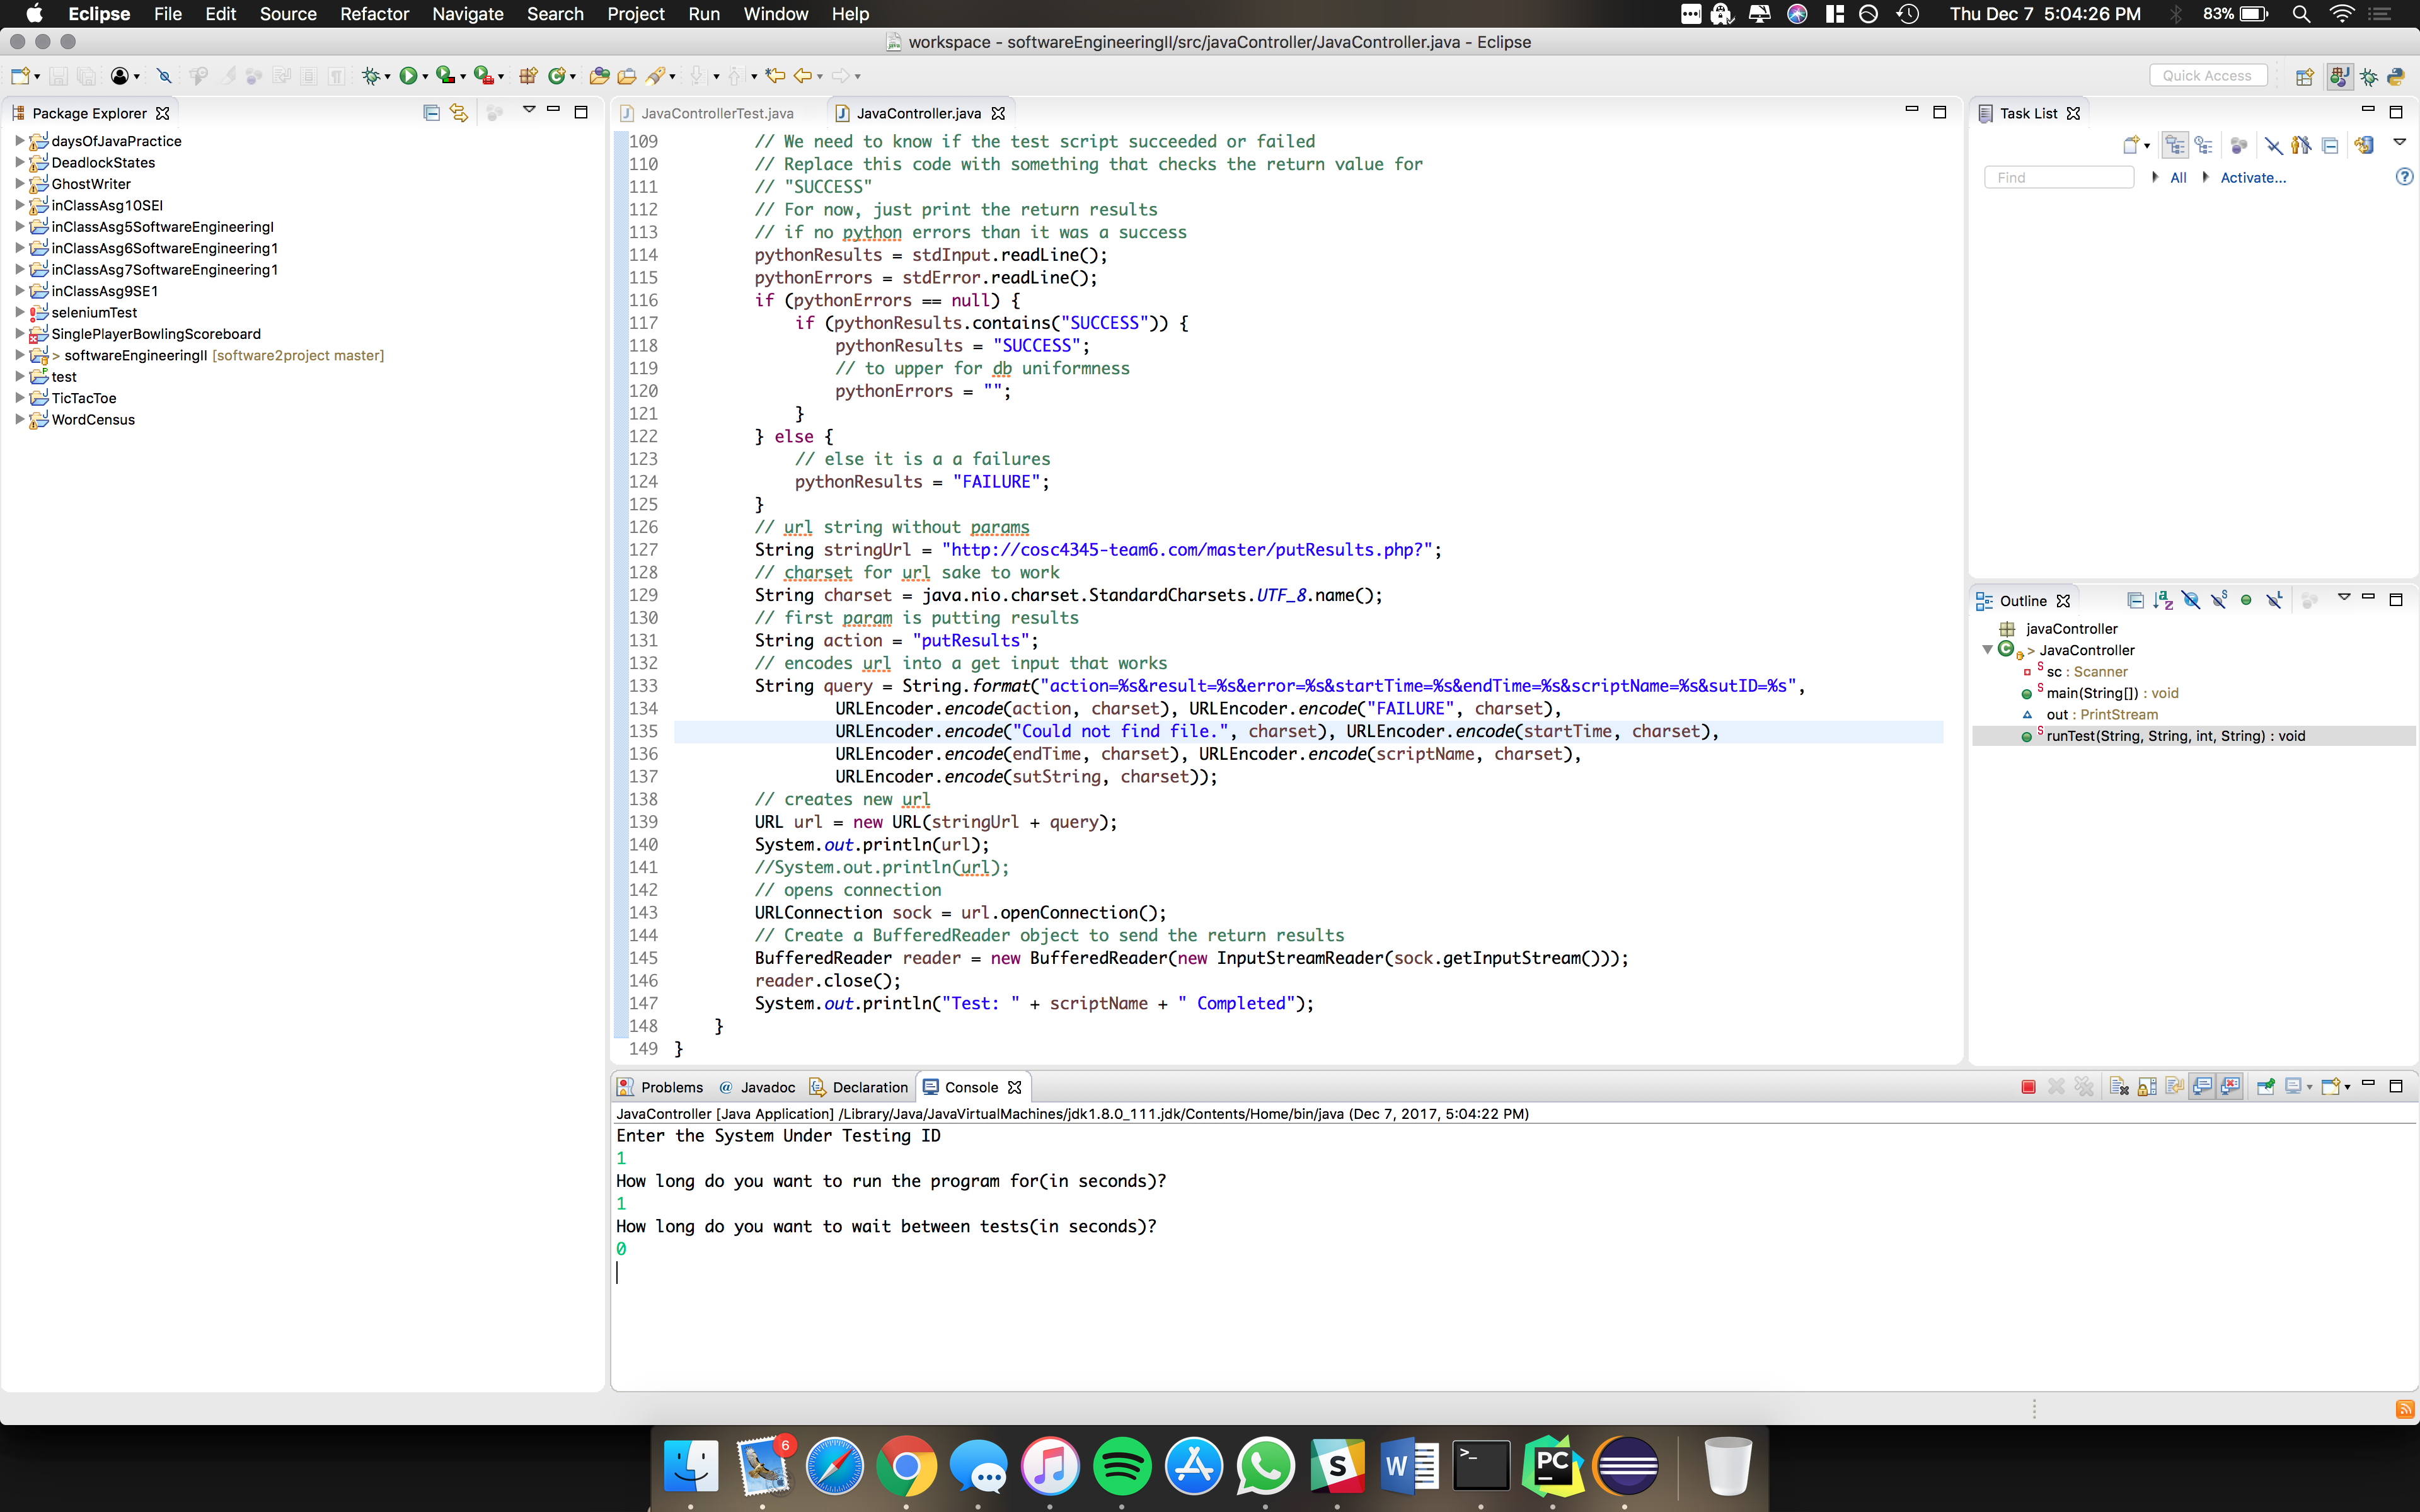 Eclipse File Edit Source Refactor Navigate Search Project Run Window Help Thu Dec 7 5:04:26 PM 83%
workspace - softwareEngineeringII/src/javaController/JavaController.java - Eclipse
Quick Access
Package Explorer
daysOfJavaPractice
DeadlockStates
GhostWriter
inClassAsg10SEI
inClassAsg5SoftwareEngineeringI
inClassAsg6SoftwareEngineering1
inClassAsg7SoftwareEngineering1
inClassAsg9SE1
seleniumTest
SinglePlayerBowlingScoreboard
> softwareEngineeringII [software2project master]
test
TicTacToe
WordCensus
JavaControllerTest.java JavaController.java
109 // We need to know if the test script succeeded or failed
110 // Replace this code with something that checks the return value for
111 // "SUCCESS"
112 // For now, just print the return results
113 // if no python errors than it was a success
114 pythonResults = stdInput.readLine();
115 pythonErrors = stdError.readLine();
116 if (pythonErrors == null) {
117 if (pythonResults.contains("SUCCESS")) {
118 pythonResults = "SUCCESS";
119 // to upper for db uniformness
120 pythonErrors = "";
121 }
122 } else {
123 // else it is a a failures
124 pythonResults = "FAILURE";
125 }
126 // url string without params
127 String stringUrl = "http://cosc4345-team6.com/master/putResults.php?";
128 // charset for url sake to work
129 String charset = java.nio.charset.StandardCharsets.UTF_8.name();
130 // first param is putting results
131 String action = "putResults";
132 // encodes url into a get input that works
133 String query = String.format("action=%s&result=%s&error=%s&startTime=%s&endTime=%s&scriptName=%s&sutID=%s",
134 URLEncoder.encode(action, charset), URLEncoder.encode("FAILURE", charset),
135 URLEncoder.encode("Could not find file.", charset), URLEncoder.encode(startTime, charset),
136 URLEncoder.encode(endTime, charset), URLEncoder.encode(scriptName, charset),
137 URLEncoder.encode(sutString, charset));
138 // creates new url
139 URL url = new URL(stringUrl + query);
140 System.out.println(url);
141 //System.out.println(url);
142 // opens connection
143 URLConnection sock = url.openConnection();
144 // Create a BufferedReader object to send the return results
145 BufferedReader reader = new BufferedReader(new InputStreamReader(sock.getInputStream()));
146 reader.close();
147 System.out.println("Test: " + scriptName + " Completed");
148 }
149 }
Task List
Find All Activate...
Outline
javaController
> JavaController
sc : Scanner
main(String[]) : void
out : PrintStream
runTest(String, String, int, String) : void
Problems @ Javadoc Declaration Console
JavaController [Java Application] /Library/Java/JavaVirtualMachines/jdk1.8.0_111.jdk/Contents/Home/bin/java (Dec 7, 2017, 5:04:22 PM)
Enter the System Under Testing ID
1
How long do you want to run the program for(in seconds)?
1
How long do you want to wait between tests(in seconds)?
0
6
S
W
>_
PC